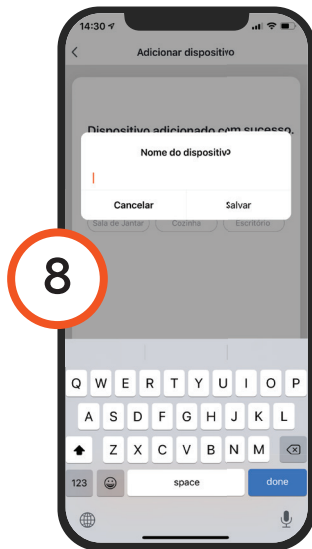 14:30
Adicionar dispositivo
Dispositivo adicionado com sucesso.
Nome do dispositivo
Cancelar Salvar
Sala de Jantar Cozinha Escritório
8
Q W E R T Y U I O P
A S D F G H J K L
Z X C V B N M
123 space done